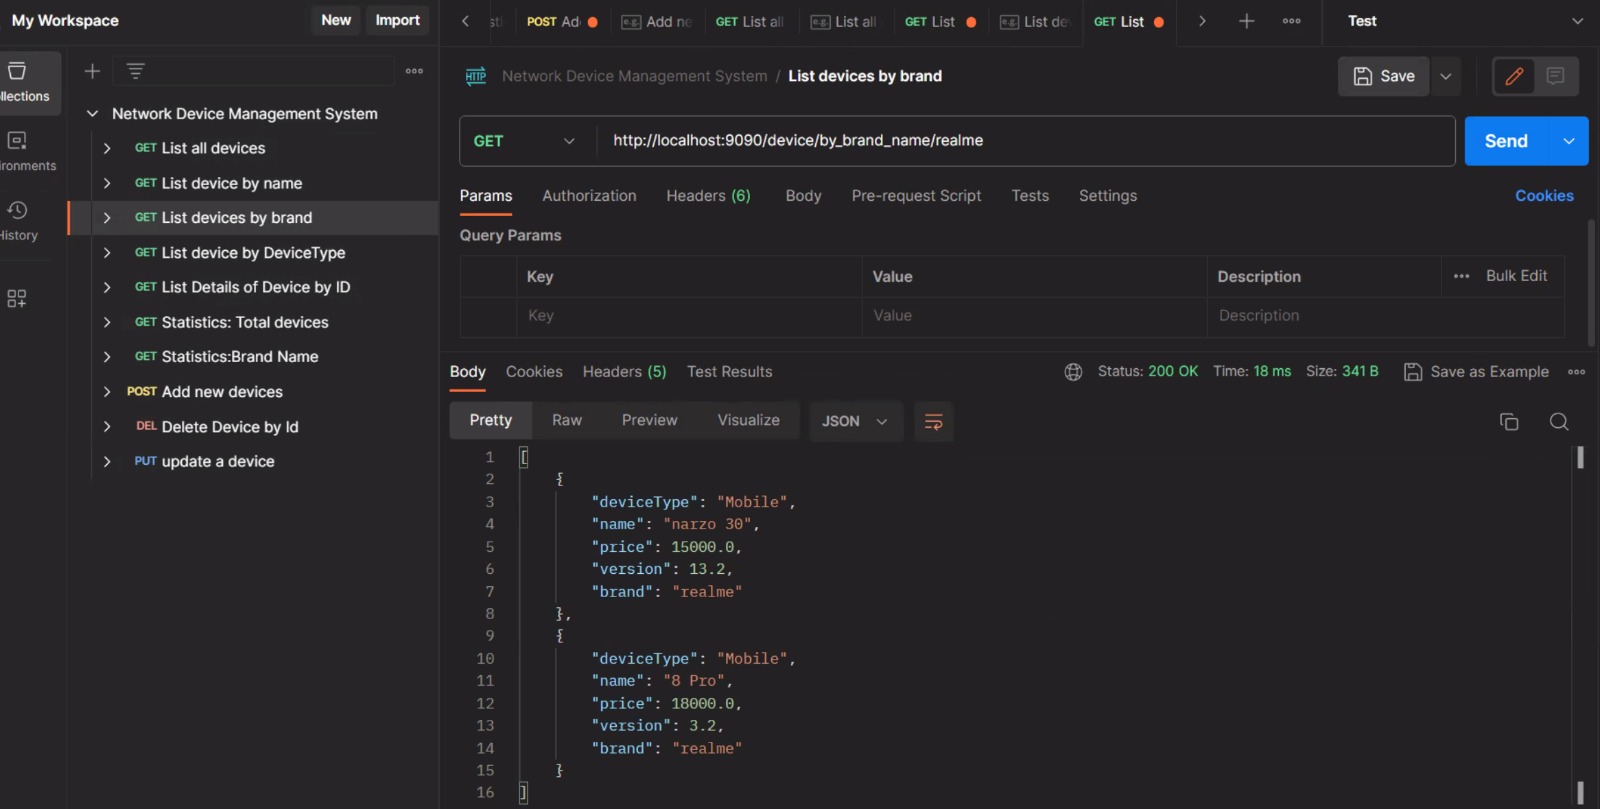 My Workspace New Import
POST Ad
e.g. Add ne
GET List all
e.g. List all
GET List
e.g. List de
GET List
Test
Network Device Management System / List devices by brand
Save
HTTP
GET http://localhost:9090/device/by_brand_name/realme Send
Params Authorization Headers (6) Body Pre-request Script Tests Settings Cookies
Query Params
Key Value Description Bulk Edit
Key Value Description
llections
ironments
History
Network Device Management System
GET List all devices
GET List device by name
GET List devices by brand
GET List device by DeviceType
GET List Details of Device by ID
GET Statistics: Total devices
GET Statistics:Brand Name
POST Add new devices
DEL Delete Device by Id
PUT update a device
Body Cookies Headers (5) Test Results Status: 200 OK Time: 18 ms Size: 341 B Save as Example
Pretty Raw Preview Visualize JSON
1 [
2 {
3 "deviceType": "Mobile",
4 "name": "narzo 30",
5 "price": 15000.0,
6 "version": 13.2,
7 "brand": "realme"
8 },
9 {
10 "deviceType": "Mobile",
11 "name": "8 Pro",
12 "price": 18000.0,
13 "version": 3.2,
14 "brand": "realme"
15 }
16 ]